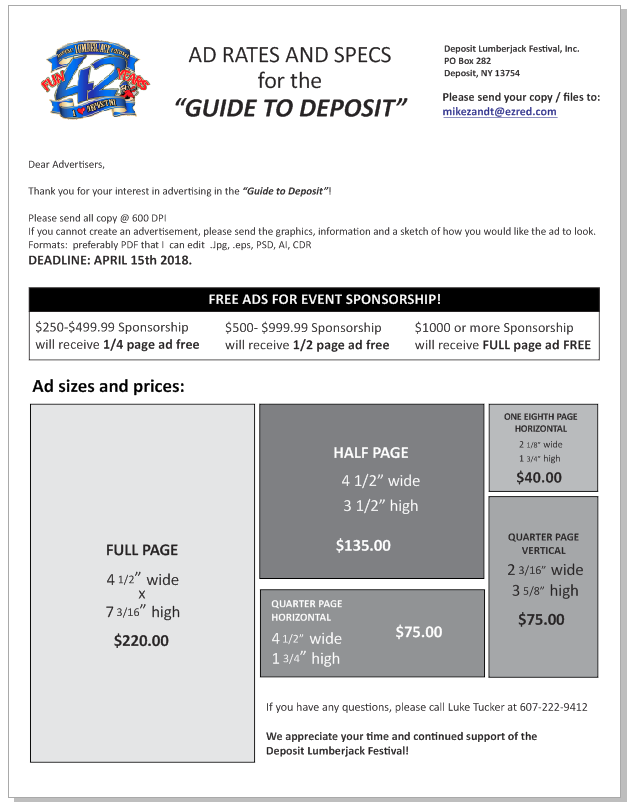 DEPOSIT LUMBERJACK FESTIVAL
FUN 42 YEARS
AD RATES AND SPECS
for the
“GUIDE TO DEPOSIT”
Deposit Lumberjack Festival, Inc.
PO Box 282
Deposit, NY 13754
Please send your copy / files to:
mikezandt@ezred.com
Dear Advertisers,
Thank you for your interest in advertising in the “Guide to Deposit”!
Please send all copy @ 600 DPI
If you cannot create an advertisement, please send the graphics, information and a sketch of how you would like the ad to look.
Formats: preferably PDF that I can edit .Jpg, .eps, PSD, AI, CDR
DEADLINE: APRIL 15th 2018.
FREE ADS FOR EVENT SPONSORSHIP!
$250-$499.99 Sponsorship
will receive 1/4 page ad free
$500- $999.99 Sponsorship
will receive 1/2 page ad free
$1000 or more Sponsorship
will receive FULL page ad FREE
Ad sizes and prices:
FULL PAGE
4 1/2” wide
x
7 3/16” high
$220.00
HALF PAGE
4 1/2” wide
3 1/2” high
$135.00
QUARTER PAGE
HORIZONTAL
4 1/2” wide
1 3/4” high
$75.00
ONE EIGHTH PAGE
HORIZONTAL
2 1/8” wide
1 3/4” high
$40.00
QUARTER PAGE
VERTICAL
2 3/16” wide
3 5/8” high
$75.00
If you have any questions, please call Luke Tucker at 607-222-9412
We appreciate your time and continued support of the
Deposit Lumberjack Festival!